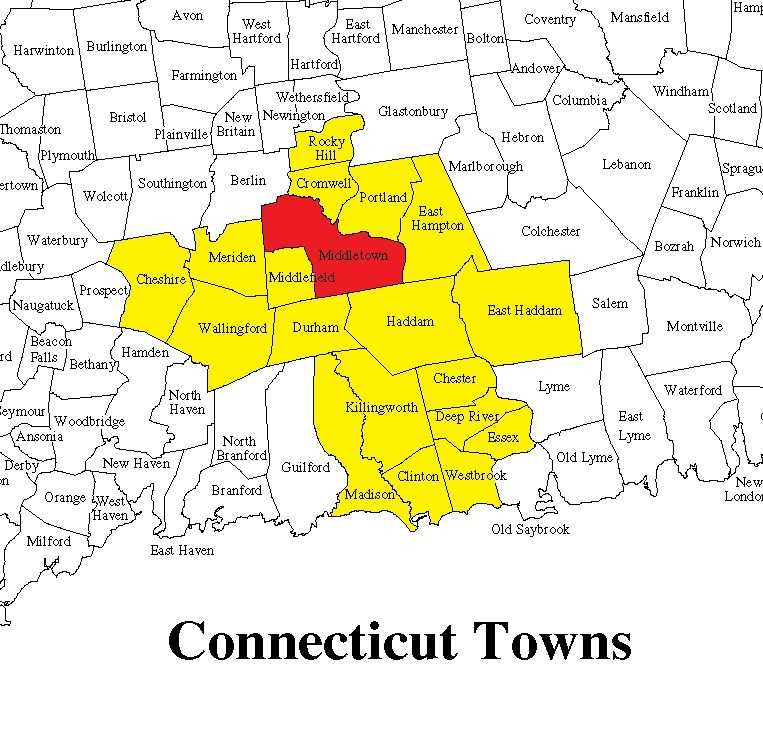 Avon
West
Hartford
East
Hartford
Manchester
Bolton
Coventry
Mansfield
Hamp
Harwinton
Burlington
Farmington
Hartford
Andover
Windham
Scotland
Columbia
Wethersfield
Newington
Glastonbury
Thomaston
Bristol
Plainville
New
Britain
Rocky
Hill
Hebron
Plymouth
Marlborough
Lebanon
Sprague
ertown
Wolcott
Southington
Berlin
Cromwell
Portland
Franklin
East
Hampton
Colchester
Waterbury
Bozrah
Norwich
dlebury
Cheshire
Meriden
Middletown
Middlefield
Prospect
Naugatuck
Wallingford
Durham
Haddam
East Haddam
Salem
Montville
Beacon
Falls
Bethany
Hamden
rd
Chester
Lyme
Waterford
North
Haven
Killingworth
Seymour
Woodbridge
Ansonia
Deep River
Essex
East
Lyme
Derby
on
New Haven
North
Branford
Guilford
Old Lyme
Clinton
Westbrook
New
London
Orange
West
Haven
Branford
Madison
Old Saybrook
Milford
East Haven
Connecticut Towns